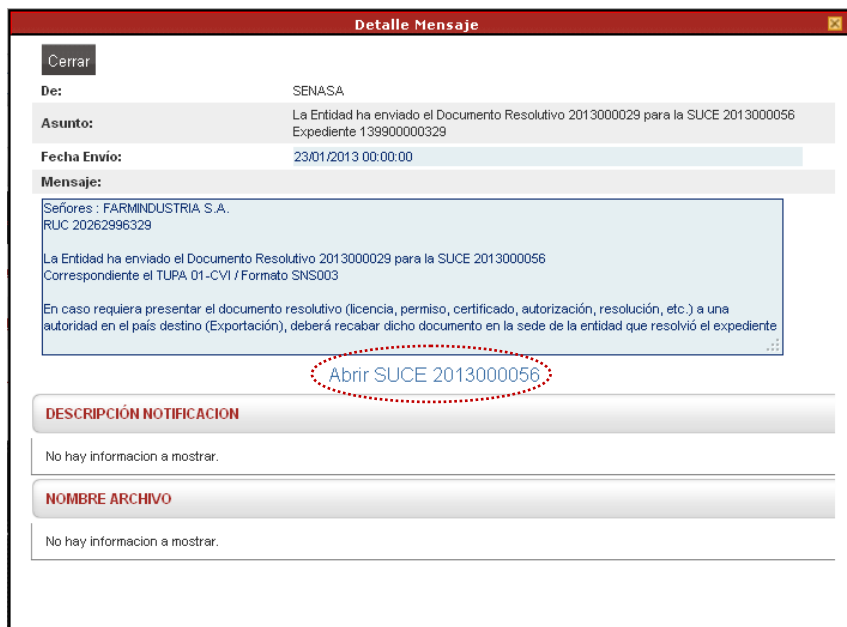 Detalle Mensaje
Cerrar
De: SENASA
Asunto: La Entidad ha enviado el Documento Resolutivo 2013000029 para la SUCE 2013000056
Expediente 139900000329
Fecha Envío: 23/01/2013 00:00:00
Mensaje:
Señores : FARMINDUSTRIA S.A.
RUC 20262996329
La Entidad ha enviado el Documento Resolutivo 2013000029 para la SUCE 2013000056
Correspondiente el TUPA 01-CVI / Formato SNS003
En caso requiera presentar el documento resolutivo (licencia, permiso, certificado, autorización, resolución, etc.) a una
autoridad en el país destino (Exportación), deberá recabar dicho documento en la sede de la entidad que resolvió el expediente
Abrir SUCE 2013000056
DESCRIPCIÓN NOTIFICACION
No hay informacion a mostrar.
NOMBRE ARCHIVO
No hay informacion a mostrar.